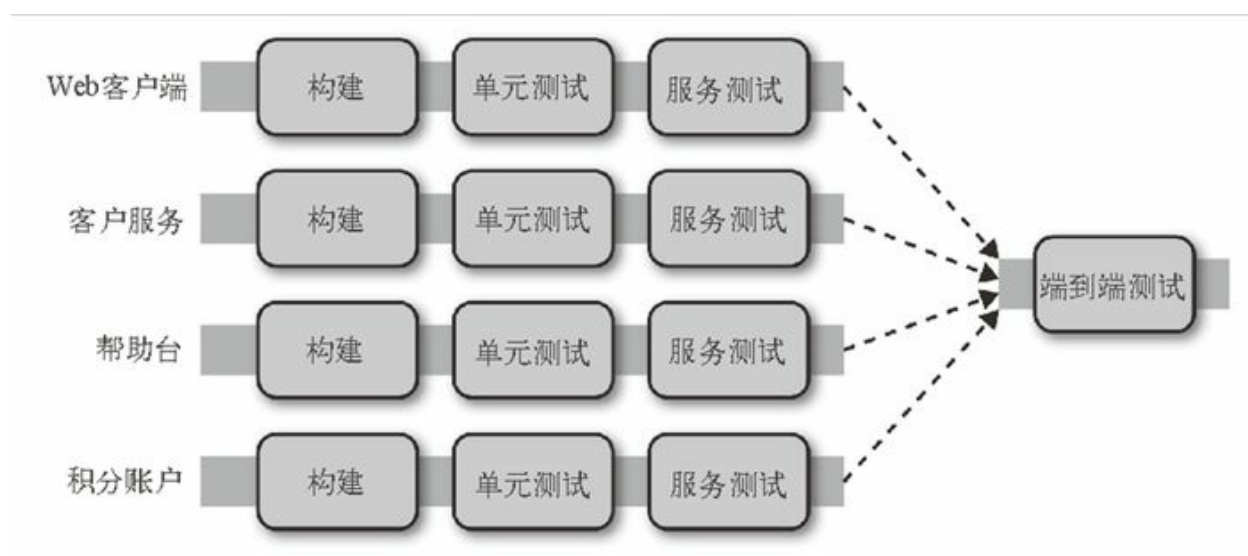 Web客户端 构建 单元测试 服务测试
客户服务 构建 单元测试 服务测试
端到端测试
帮助台 构建 单元测试 服务测试
积分账户 构建 单元测试 服务测试